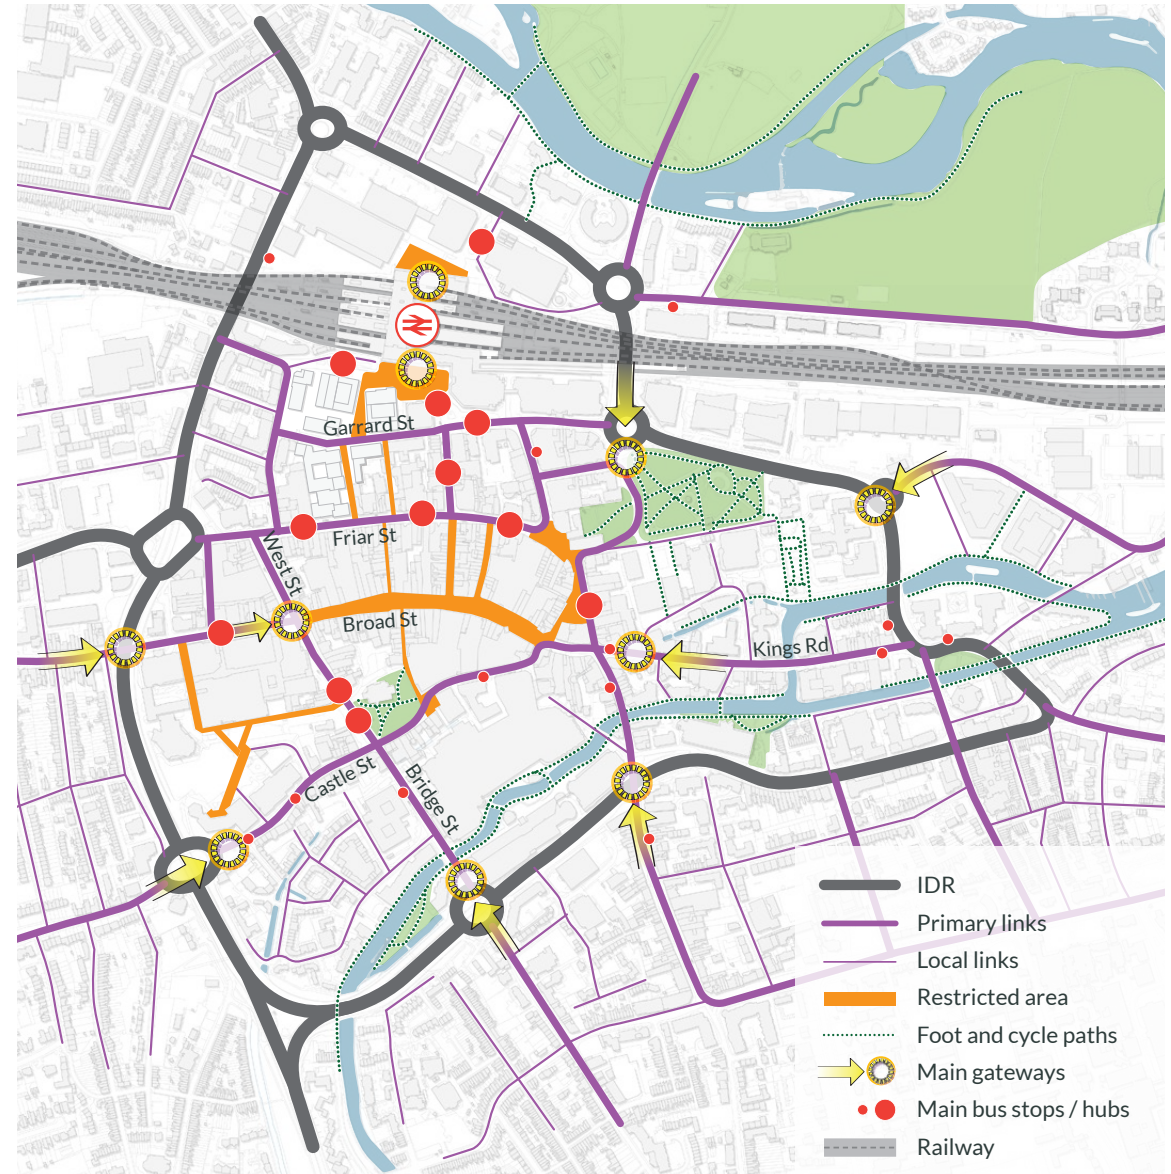 Garrard St
Friar St
West St
Broad St
Kings Rd
Castle St
Bridge St
IDR
Primary links
Local links
Restricted area
Foot and cycle paths
Main gateways
Main bus stops / hubs
Railway